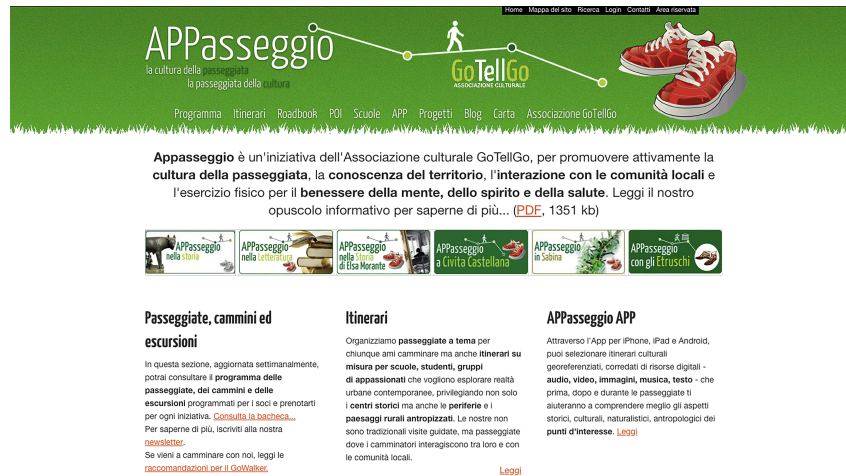 Home Mappa del sito Ricerca Login Contatti Area riservata
APPasseggio
la cultura della passeggiata
la passeggiata della cultura
GoTellGo
ASSOCIAZIONE CULTURALE
Programma Itinerari Roadbook POI Scuole APP Progetti Blog Carta Associazione GoTellGo
Appasseggio è un'iniziativa dell'Associazione culturale GoTellGo, per promuovere attivamente la
cultura della passeggiata, la conoscenza del territorio, l'interazione con le comunità locali e
l'esercizio fisico per il benessere della mente, dello spirito e della salute. Leggi il nostro
opuscolo informativo per saperne di più... (PDF, 1351 kb)
APPasseggio
nella storia
APPasseggio
nella Letteratura
APPasseggio
nella Storia
di Elsa Morante
APPasseggio
a Civita Castellana
APPasseggio
in Sabina
APPasseggio
con gli Etruschi
Passeggiate, cammini ed
escursioni
In questa sezione, aggiornata settimanalmente,
potrai consultare il programma delle
passeggiate, dei cammini e delle
escursioni programmati per i soci e prenotarti
per ogni iniziativa. Consulta la bacheca...
Per saperne di più, iscriviti alla nostra
newsletter.
Se vieni a camminare con noi, leggi le
raccomandazioni per il GoWalker.
Itinerari
Organizziamo passeggiate a tema per
chiunque ami camminare ma anche itinerari su
misura per scuole, studenti, gruppi
di appassionati che vogliono esplorare realtà
urbane contemporanee, privilegiando non solo
i centri storici ma anche le periferie e i
paesaggi rurali antropizzati. Le nostre non
sono tradizionali visite guidate, ma passeggiate
dove i camminatori interagiscono tra loro e con
le comunità locali.
Leggi
APPasseggio APP
Attraverso l'App per iPhone, iPad e Android,
puoi selezionare itinerari culturali
georeferenziati, corredati di risorse digitali -
audio, video, immagini, musica, testo - che
prima, dopo e durante le passeggiate ti
aiuteranno a comprendere meglio gli aspetti
storici, culturali, naturalistici, antropologici dei
punti d'interesse. Leggi